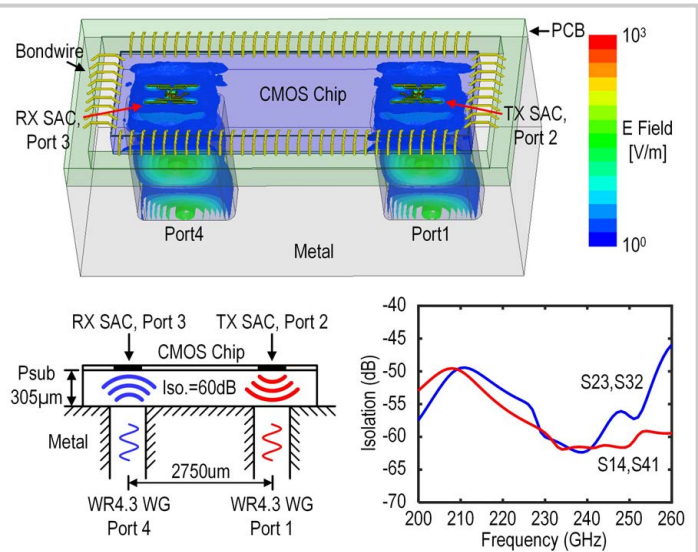 Bondwire
PCB
10³
CMOS Chip
RX SAC,
Port 3
TX SAC,
Port 2
E Field
[V/m]
Port4
Port1
10⁰
Metal
RX SAC, Port 3
TX SAC, Port 2
CMOS Chip
Psub
305μm
Iso.=60dB
Metal
2750um
WR4.3 WG
Port 4
WR4.3 WG
Port 1
Isolation (dB)
-40
-45
-50
-55
-60
-65
-70
S23,S32
S14,S41
200 210 220 230 240 250 260
Frequency (GHz)